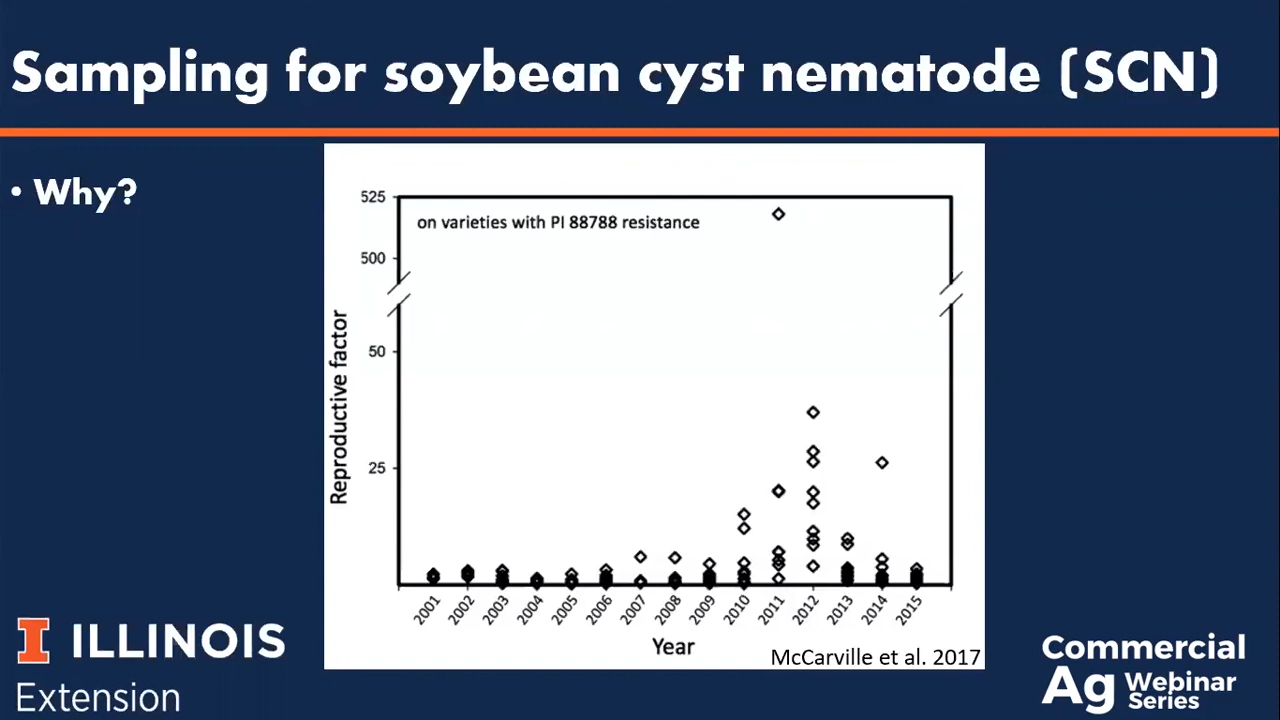 Sampling for soybean cyst nematode (SCN)
• Why?
525
on varieties with PI 88788 resistance
500
50
25
Reproductive factor
2001 2002 2003 2004 2005 2006 2007 2008 2009 2010 2011 2012 2013 2014 2015
Year
McCarville et al. 2017
I ILLINOIS
Extension
Commercial
Ag Webinar
Series